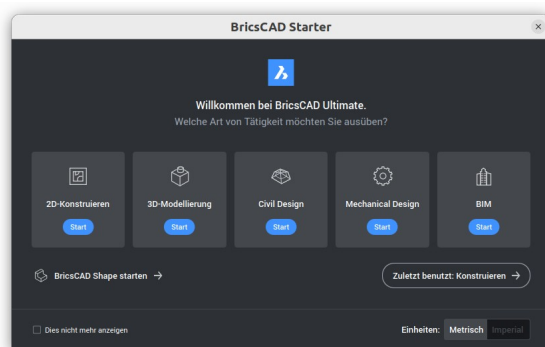 BricsCAD Starter
Willkommen bei BricsCAD Ultimate.
Welche Art von Tätigkeit möchten Sie ausüben?
2D-Konstruieren
Start
3D-Modellierung
Start
Civil Design
Start
Mechanical Design
Start
BIM
Start
BricsCAD Shape starten →
Zuletzt benutzt: Konstruieren →
Dies nicht mehr anzeigen
Einheiten: Metrisch Imperial